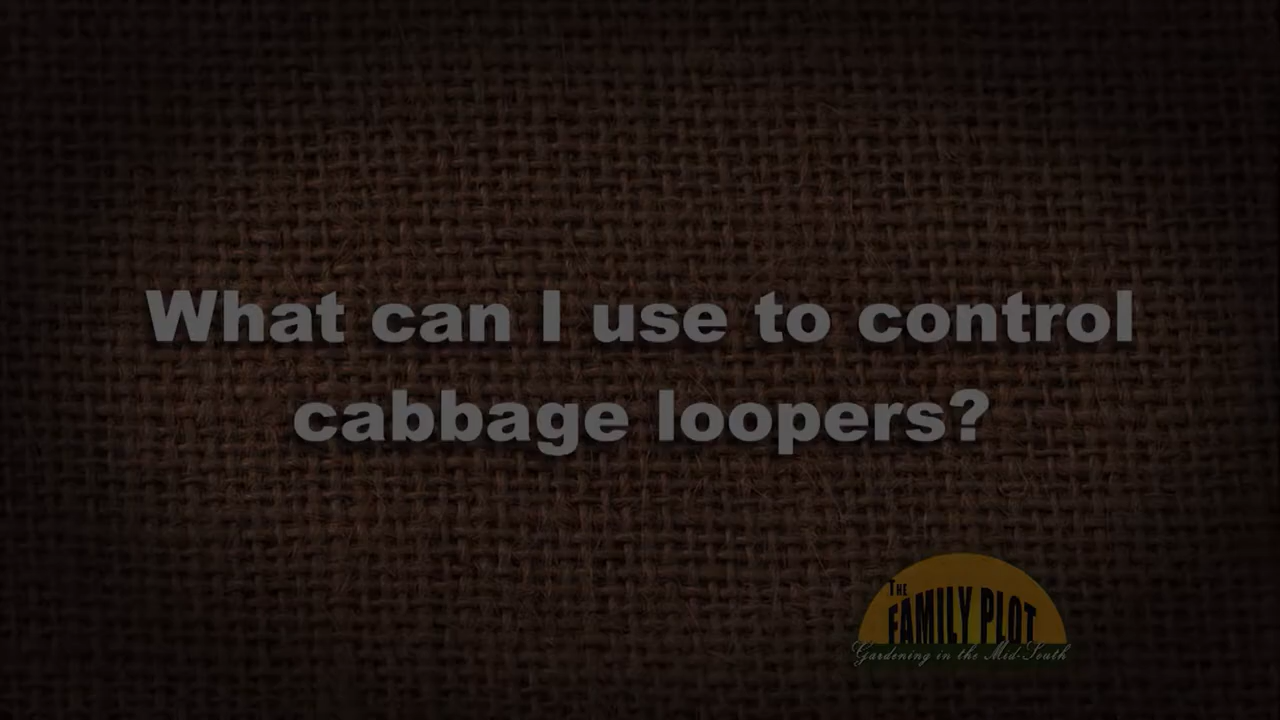 What can I use to control
cabbage loopers?
THE
FAMILY PLOT
Gardening in the Mid-South